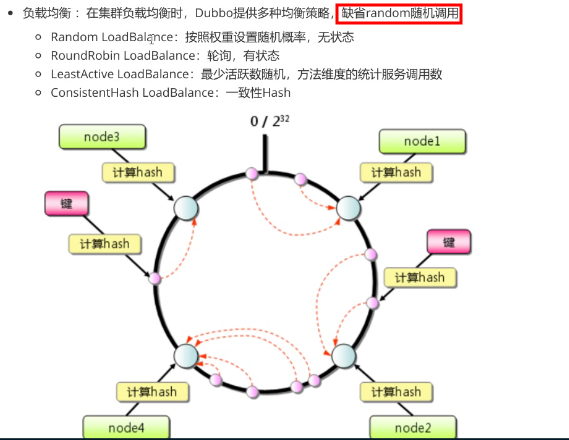 负载均衡 ：在集群负载均衡时，Dubbo提供多种均衡策略，缺省random随机调用
Random LoadBalance：按照权重设置随机概率，无状态
RoundRobin LoadBalance：轮询，有状态
LeastActive LoadBalance：最少活跃数随机，方法维度的统计服务调用数
ConsistentHash LoadBalance：一致性Hash
0 / 2³²
node3
node1
计算hash
计算hash
键
键
计算hash
计算hash
计算hash
计算hash
node4
node2